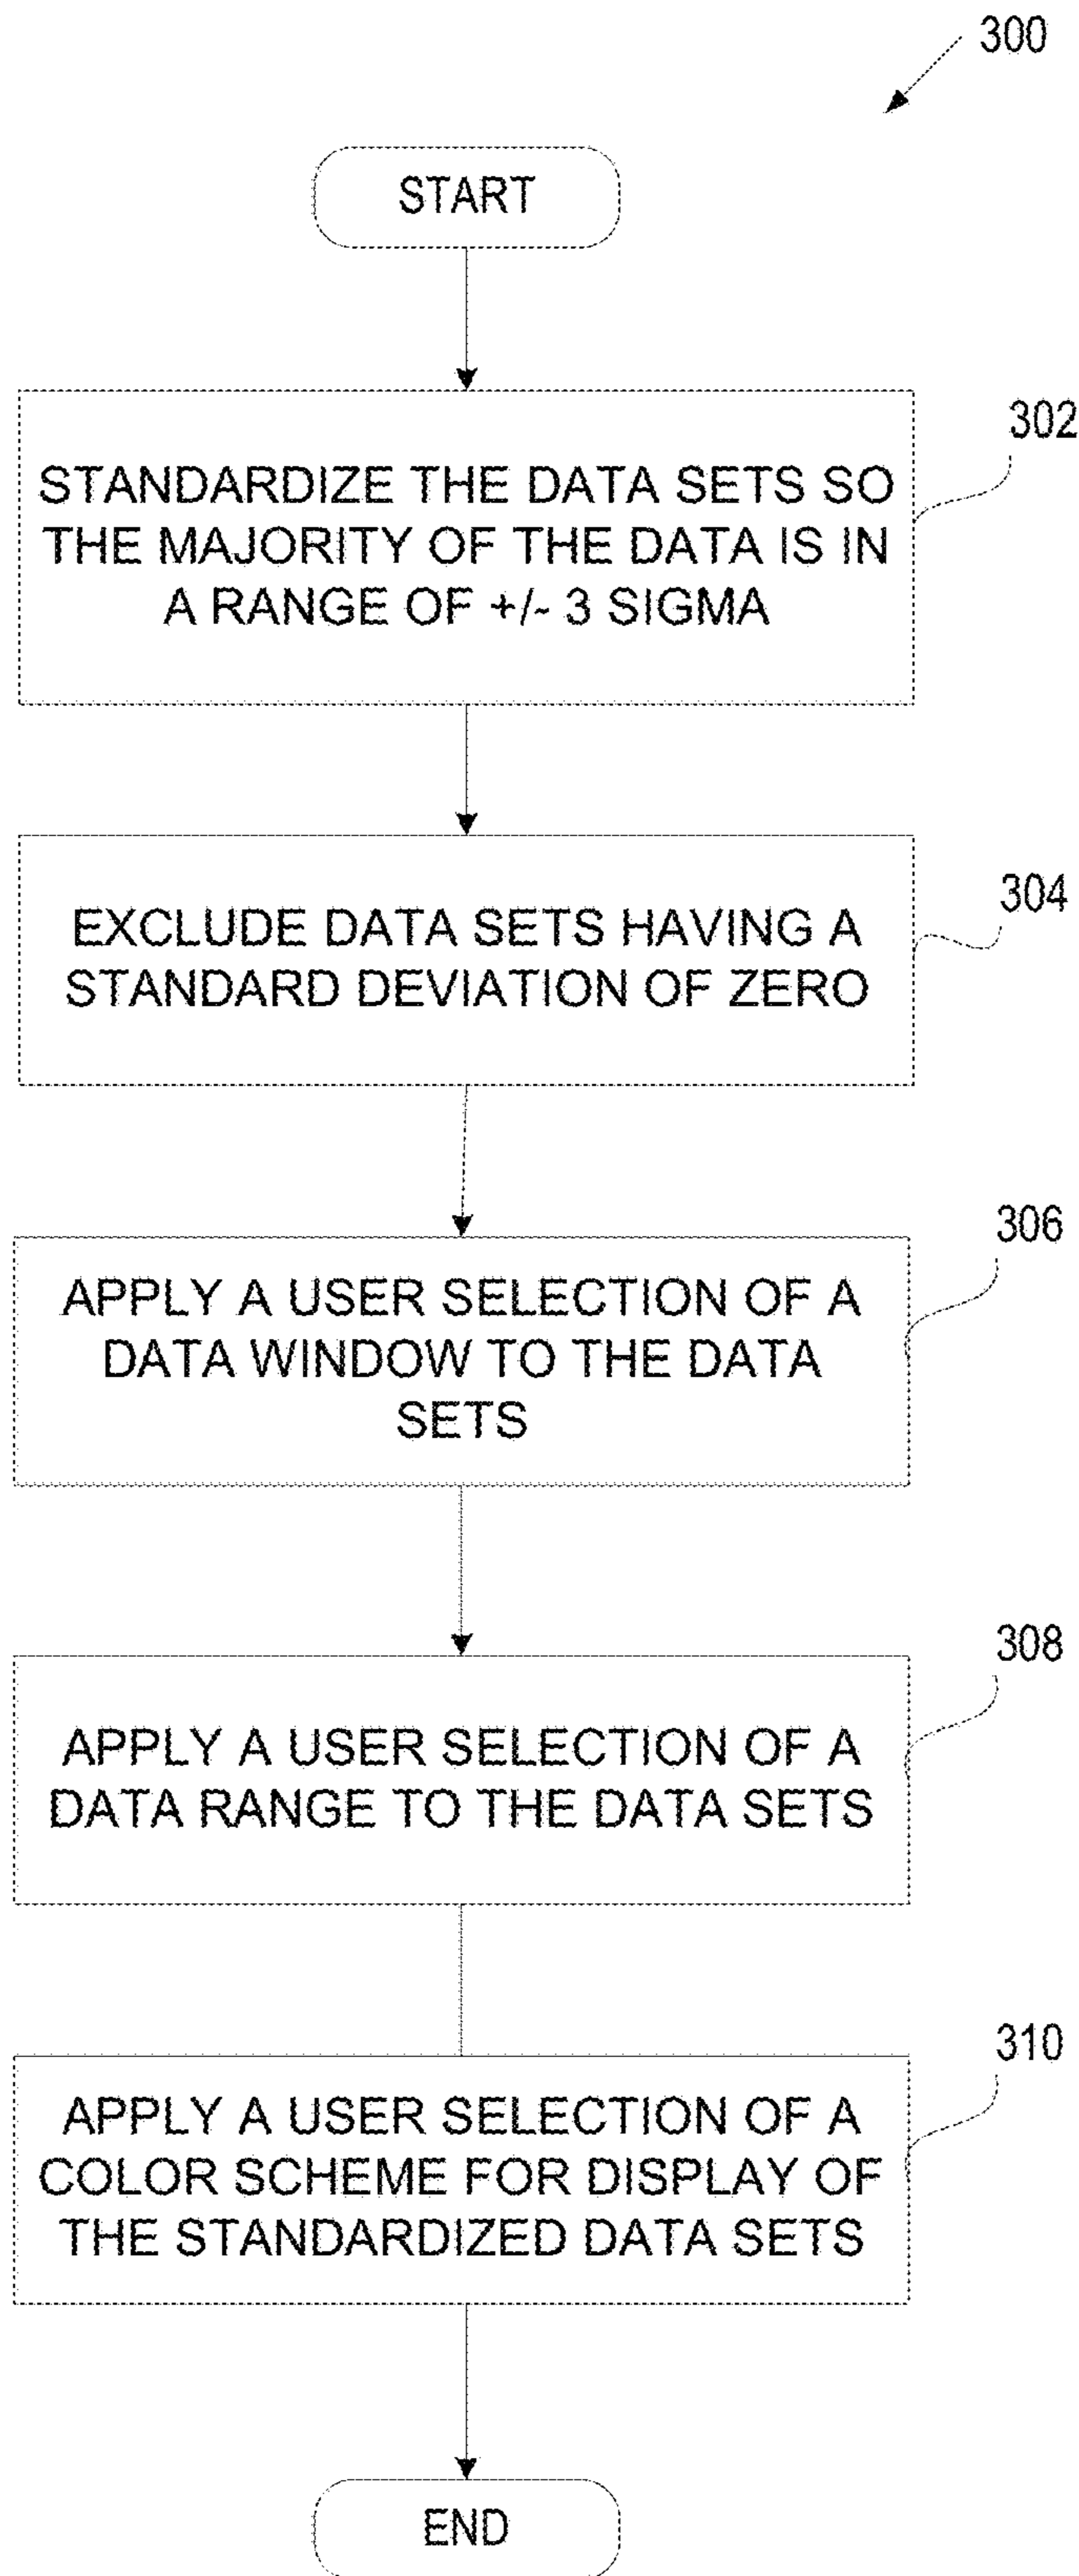 300
START
302
STANDARDIZE THE DATA SETS SO
THE MAJORITY OF THE DATA IS IN
A RANGE OF +/- 3 SIGMA
304
EXCLUDE DATA SETS HAVING A
STANDARD DEVIATION OF ZERO
306
APPLY A USER SELECTION OF A
DATA WINDOW TO THE DATA
SETS
308
APPLY A USER SELECTION OF A
DATA RANGE TO THE DATA SETS
310
APPLY A USER SELECTION OF A
COLOR SCHEME FOR DISPLAY OF
THE STANDARDIZED DATA SETS
END